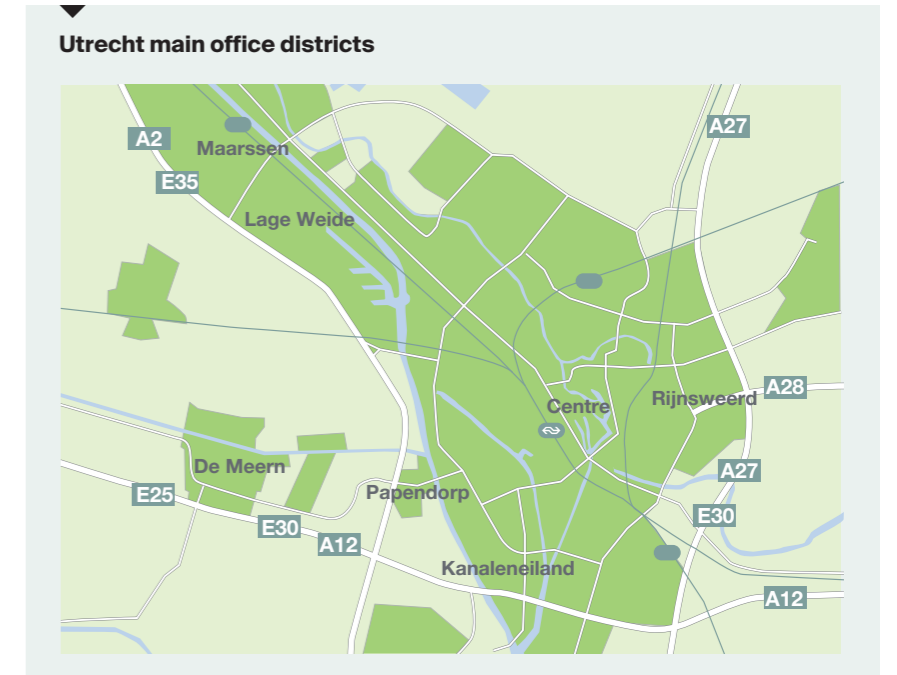 Utrecht main office districts
A27
A2
Maarssen
E35
Lage Weide
A28
Rijnsweerd
Centre
De Meern
A27
Papendorp
E25
E30
E30
A12
Kanaleneiland
A12